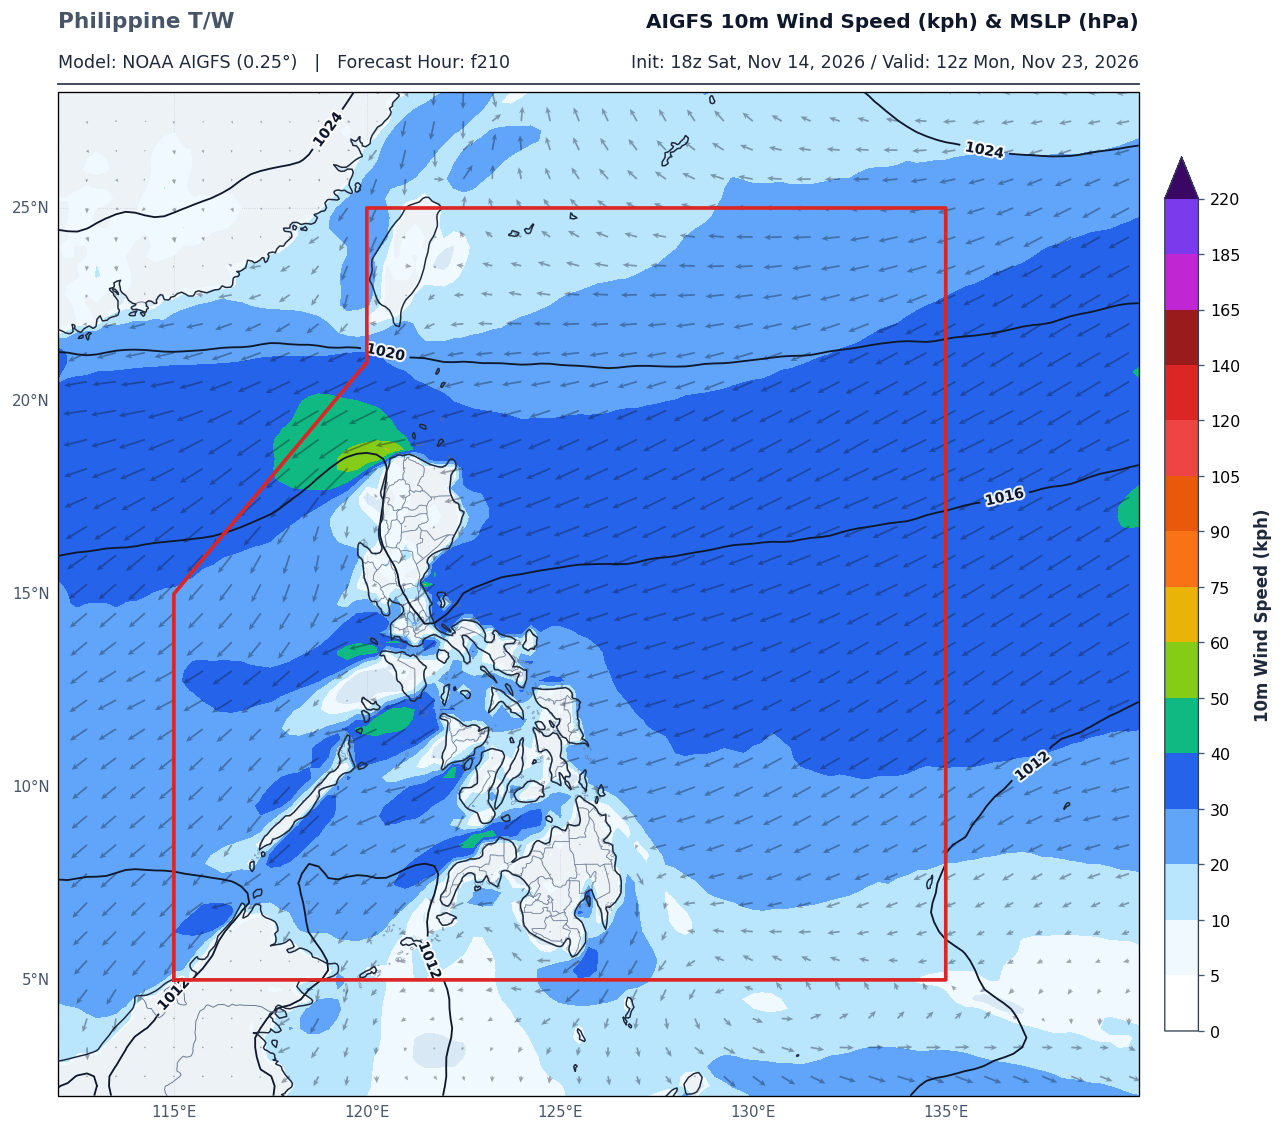 Philippine T/W
AIGFS 10m Wind Speed (kph) & MSLP (hPa)
Model: NOAA AIGFS (0.25°) | Forecast Hour: f210
Init: 18z Sat, Nov 14, 2026 / Valid: 12z Mon, Nov 23, 2026
1024
1024
25°N
1020
20°N
1016
15°N
1012
10°N
1012
1012
5°N
115°E
120°E
125°E
130°E
135°E
220
185
165
140
120
105
90
75
60
50
40
30
20
10
5
0
10m Wind Speed (kph)